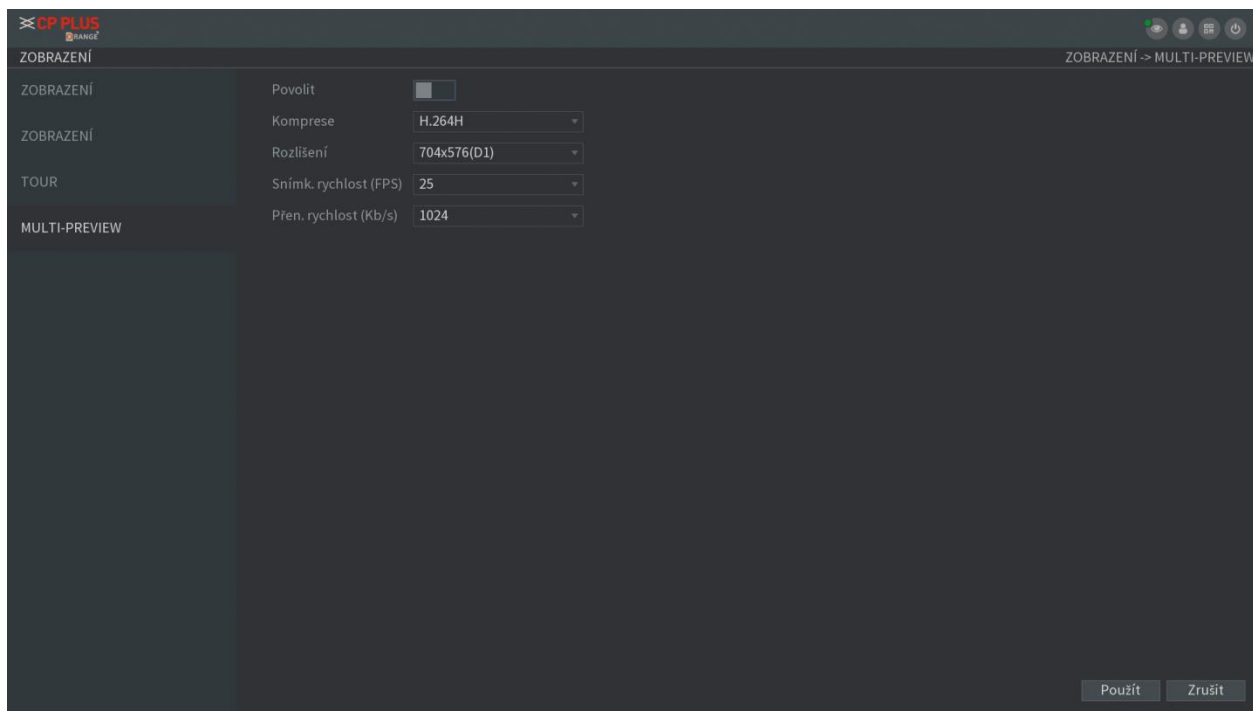 CP PLUS
ORANGE
ZOBRAZENÍ
ZOBRAZENÍ -> MULTI-PREVIEW
ZOBRAZENÍ
ZOBRAZENÍ
TOUR
MULTI-PREVIEW
Povolit
Komprese H.264H
Rozlišení 704x576(D1)
Snímk. rychlost (FPS) 25
Přen. rychlost (Kb/s) 1024
Použít Zrušit